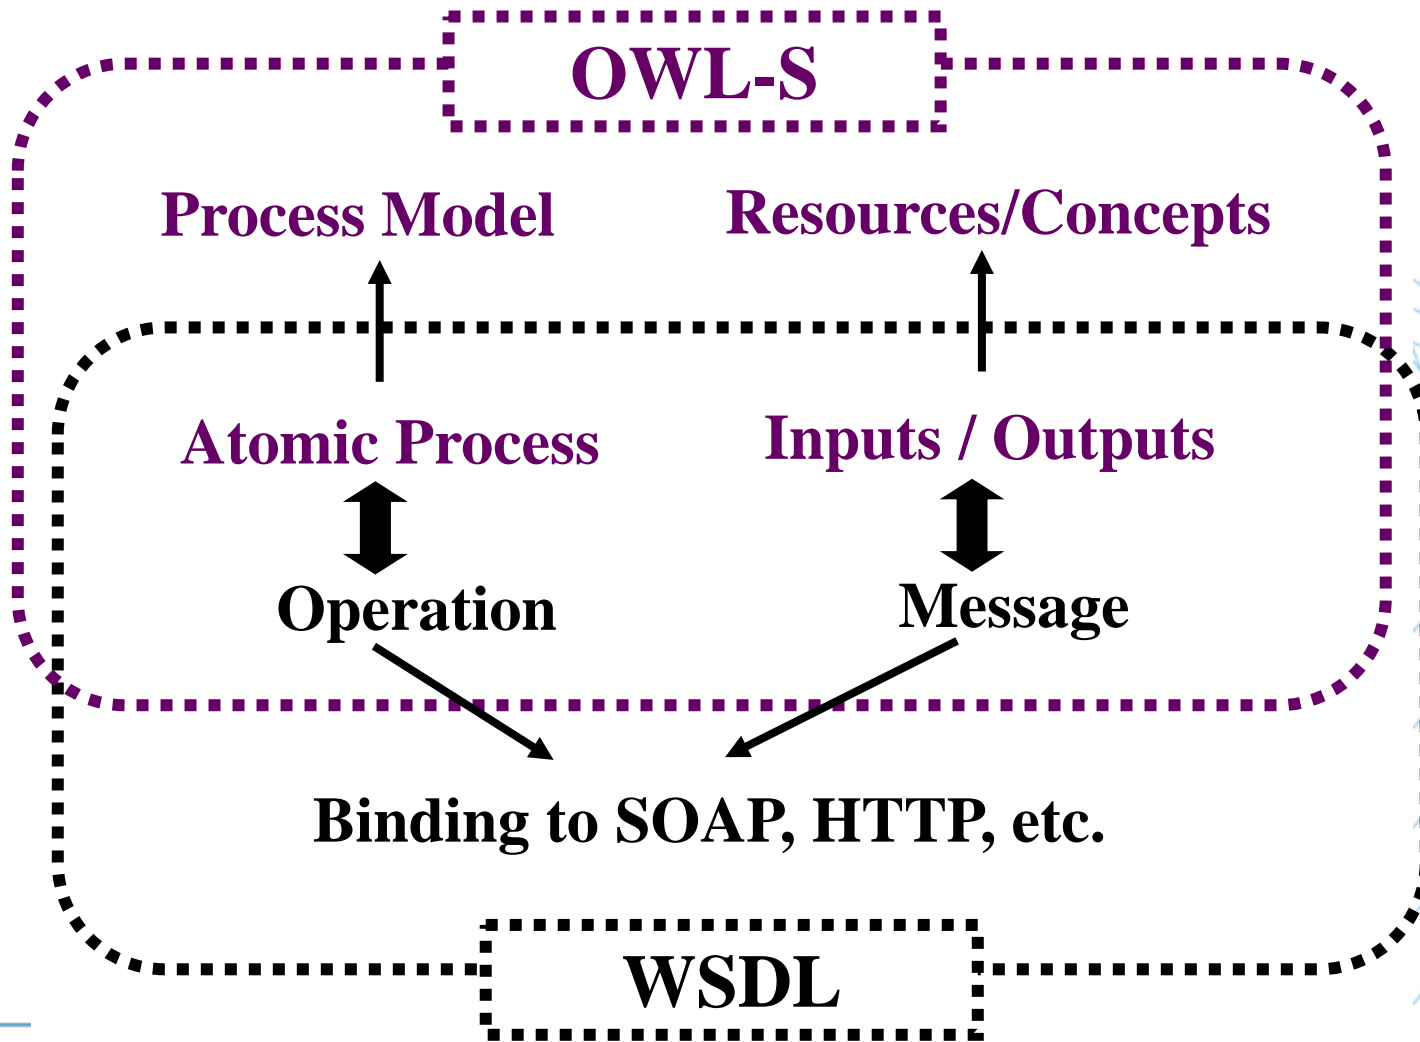 OWL-S
Process Model
Resources/Concepts
Atomic Process
Inputs / Outputs
Operation
Message
Binding to SOAP, HTTP, etc.
WSDL